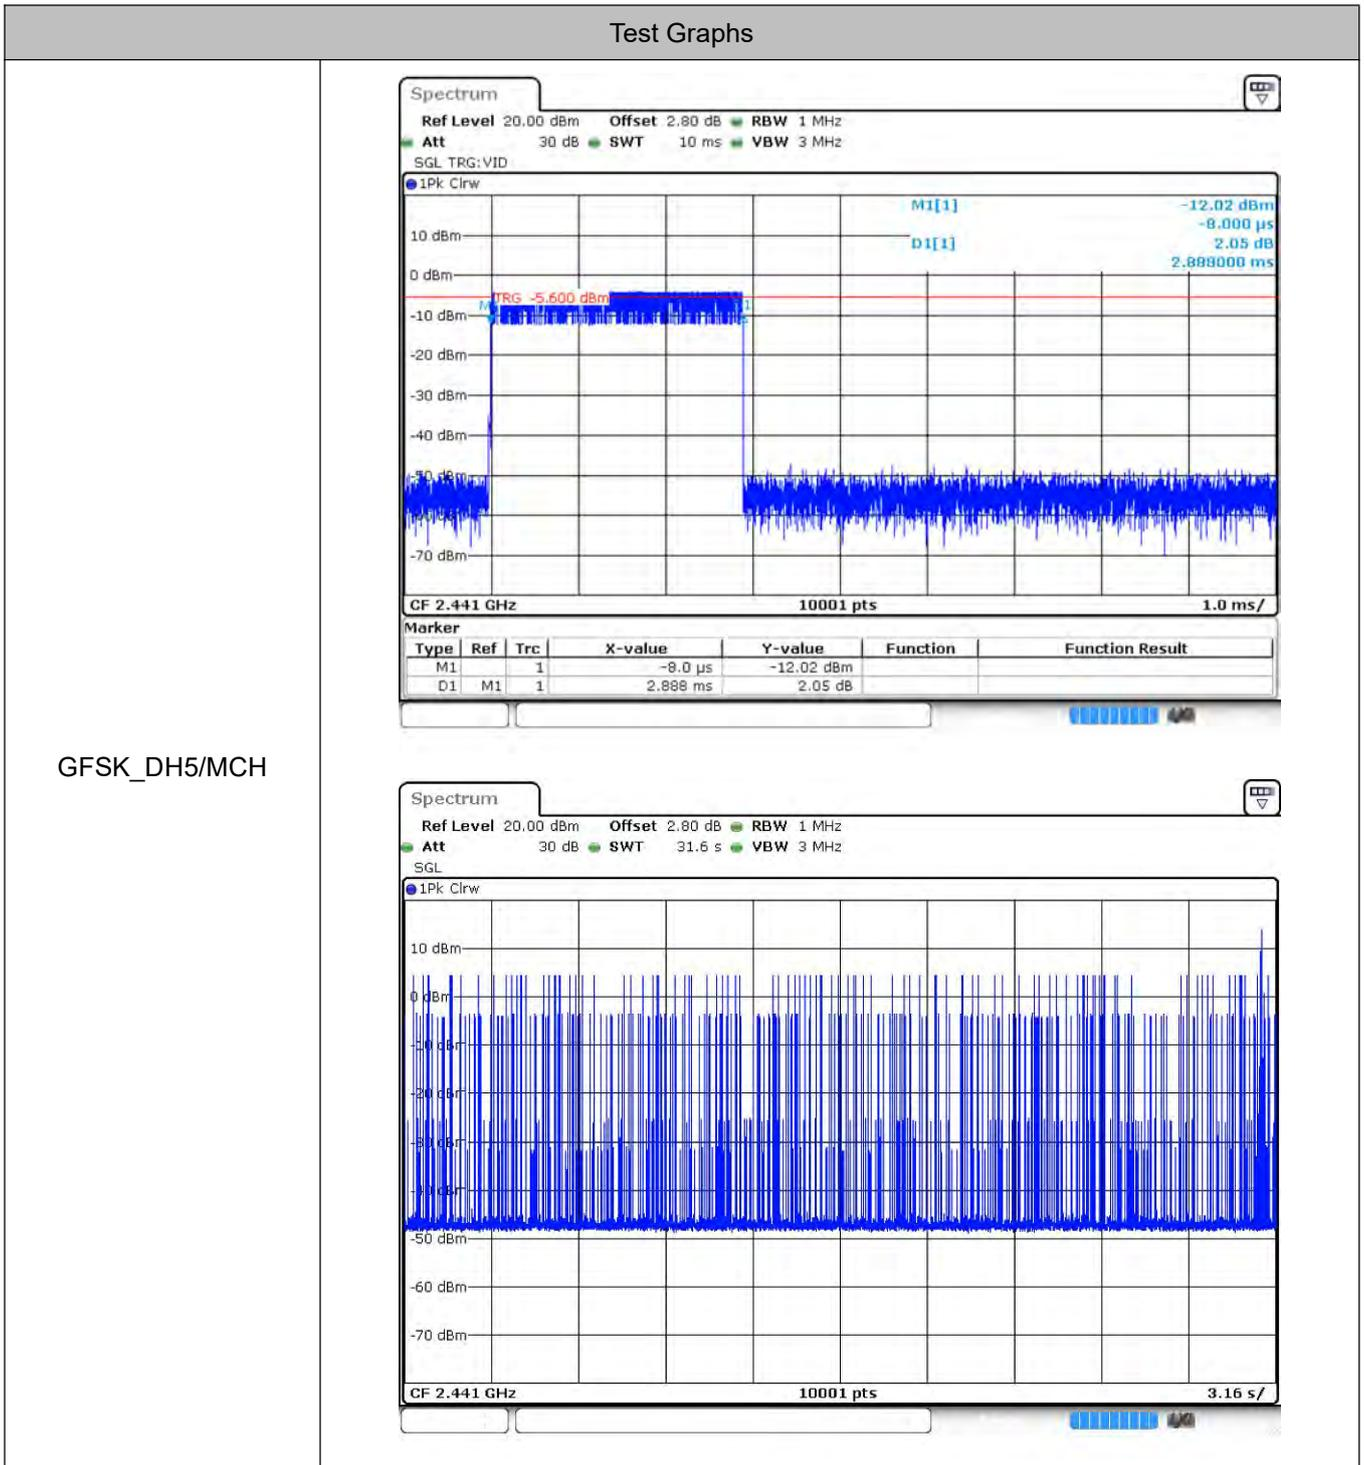 Test Graphs
GFSK_DH5/MCH
Spectrum
Ref Level 20.00 dBm Offset 2.80 dB RBW 1 MHz
Att 30 dB SWT 10 ms VBW 3 MHz
SGL TRG:VID
1Pk Clrw
M1[1] -12.02 dBm
-8.000 µs
10 dBm
D1[1] 2.05 dB
2.888000 ms
0 dBm
TRG -5.600 dBm
-10 dBm
-20 dBm
-30 dBm
-40 dBm
-70 dBm
CF 2.441 GHz 10001 pts 1.0 ms/
Marker
Type Ref Trc X-value Y-value Function Function Result
M1 1 -8.0 µs -12.02 dBm
D1 M1 1 2.888 ms 2.05 dB
Spectrum
Ref Level 20.00 dBm Offset 2.80 dB RBW 1 MHz
Att 30 dB SWT 31.6 s VBW 3 MHz
SGL
1Pk Clrw
10 dBm
0 dBm
-50 dBm
-60 dBm
-70 dBm
CF 2.441 GHz 10001 pts 3.16 s/